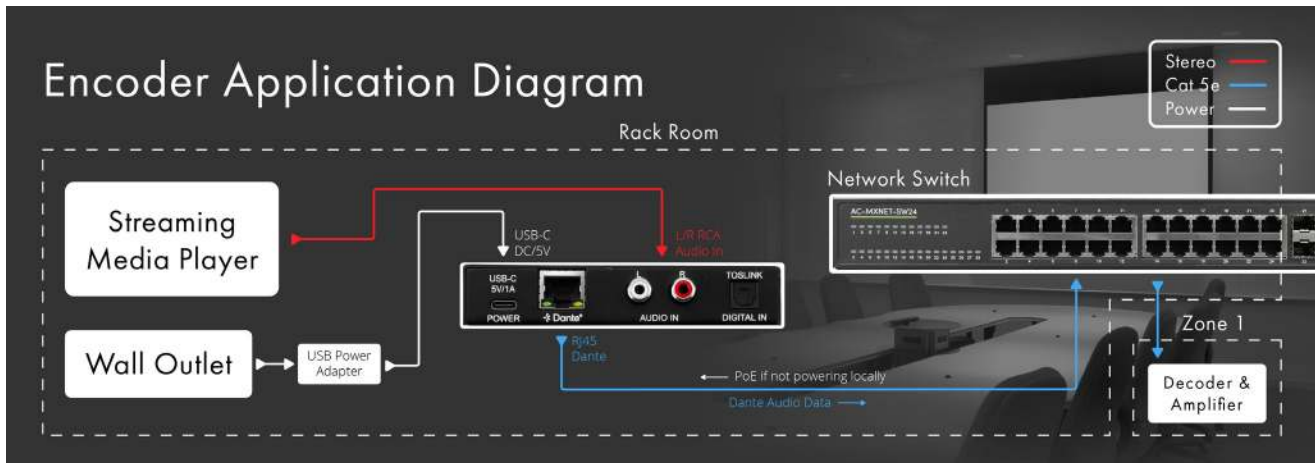 Encoder Application Diagram
Stereo
Cat 5e
Power
Rack Room
Network Switch
AC-MXNET-SW24
Streaming
Media Player
USB-C
DC/5V
L/R RCA
Audio In
USB-C
5V/1A
POWER
Dante®
L
R
AUDIO IN
TOSLINK
DIGITAL IN
Wall Outlet
USB Power
Adapter
Rj45
Dante
PoE if not powering locally
Dante Audio Data
Zone 1
Decoder &
Amplifier